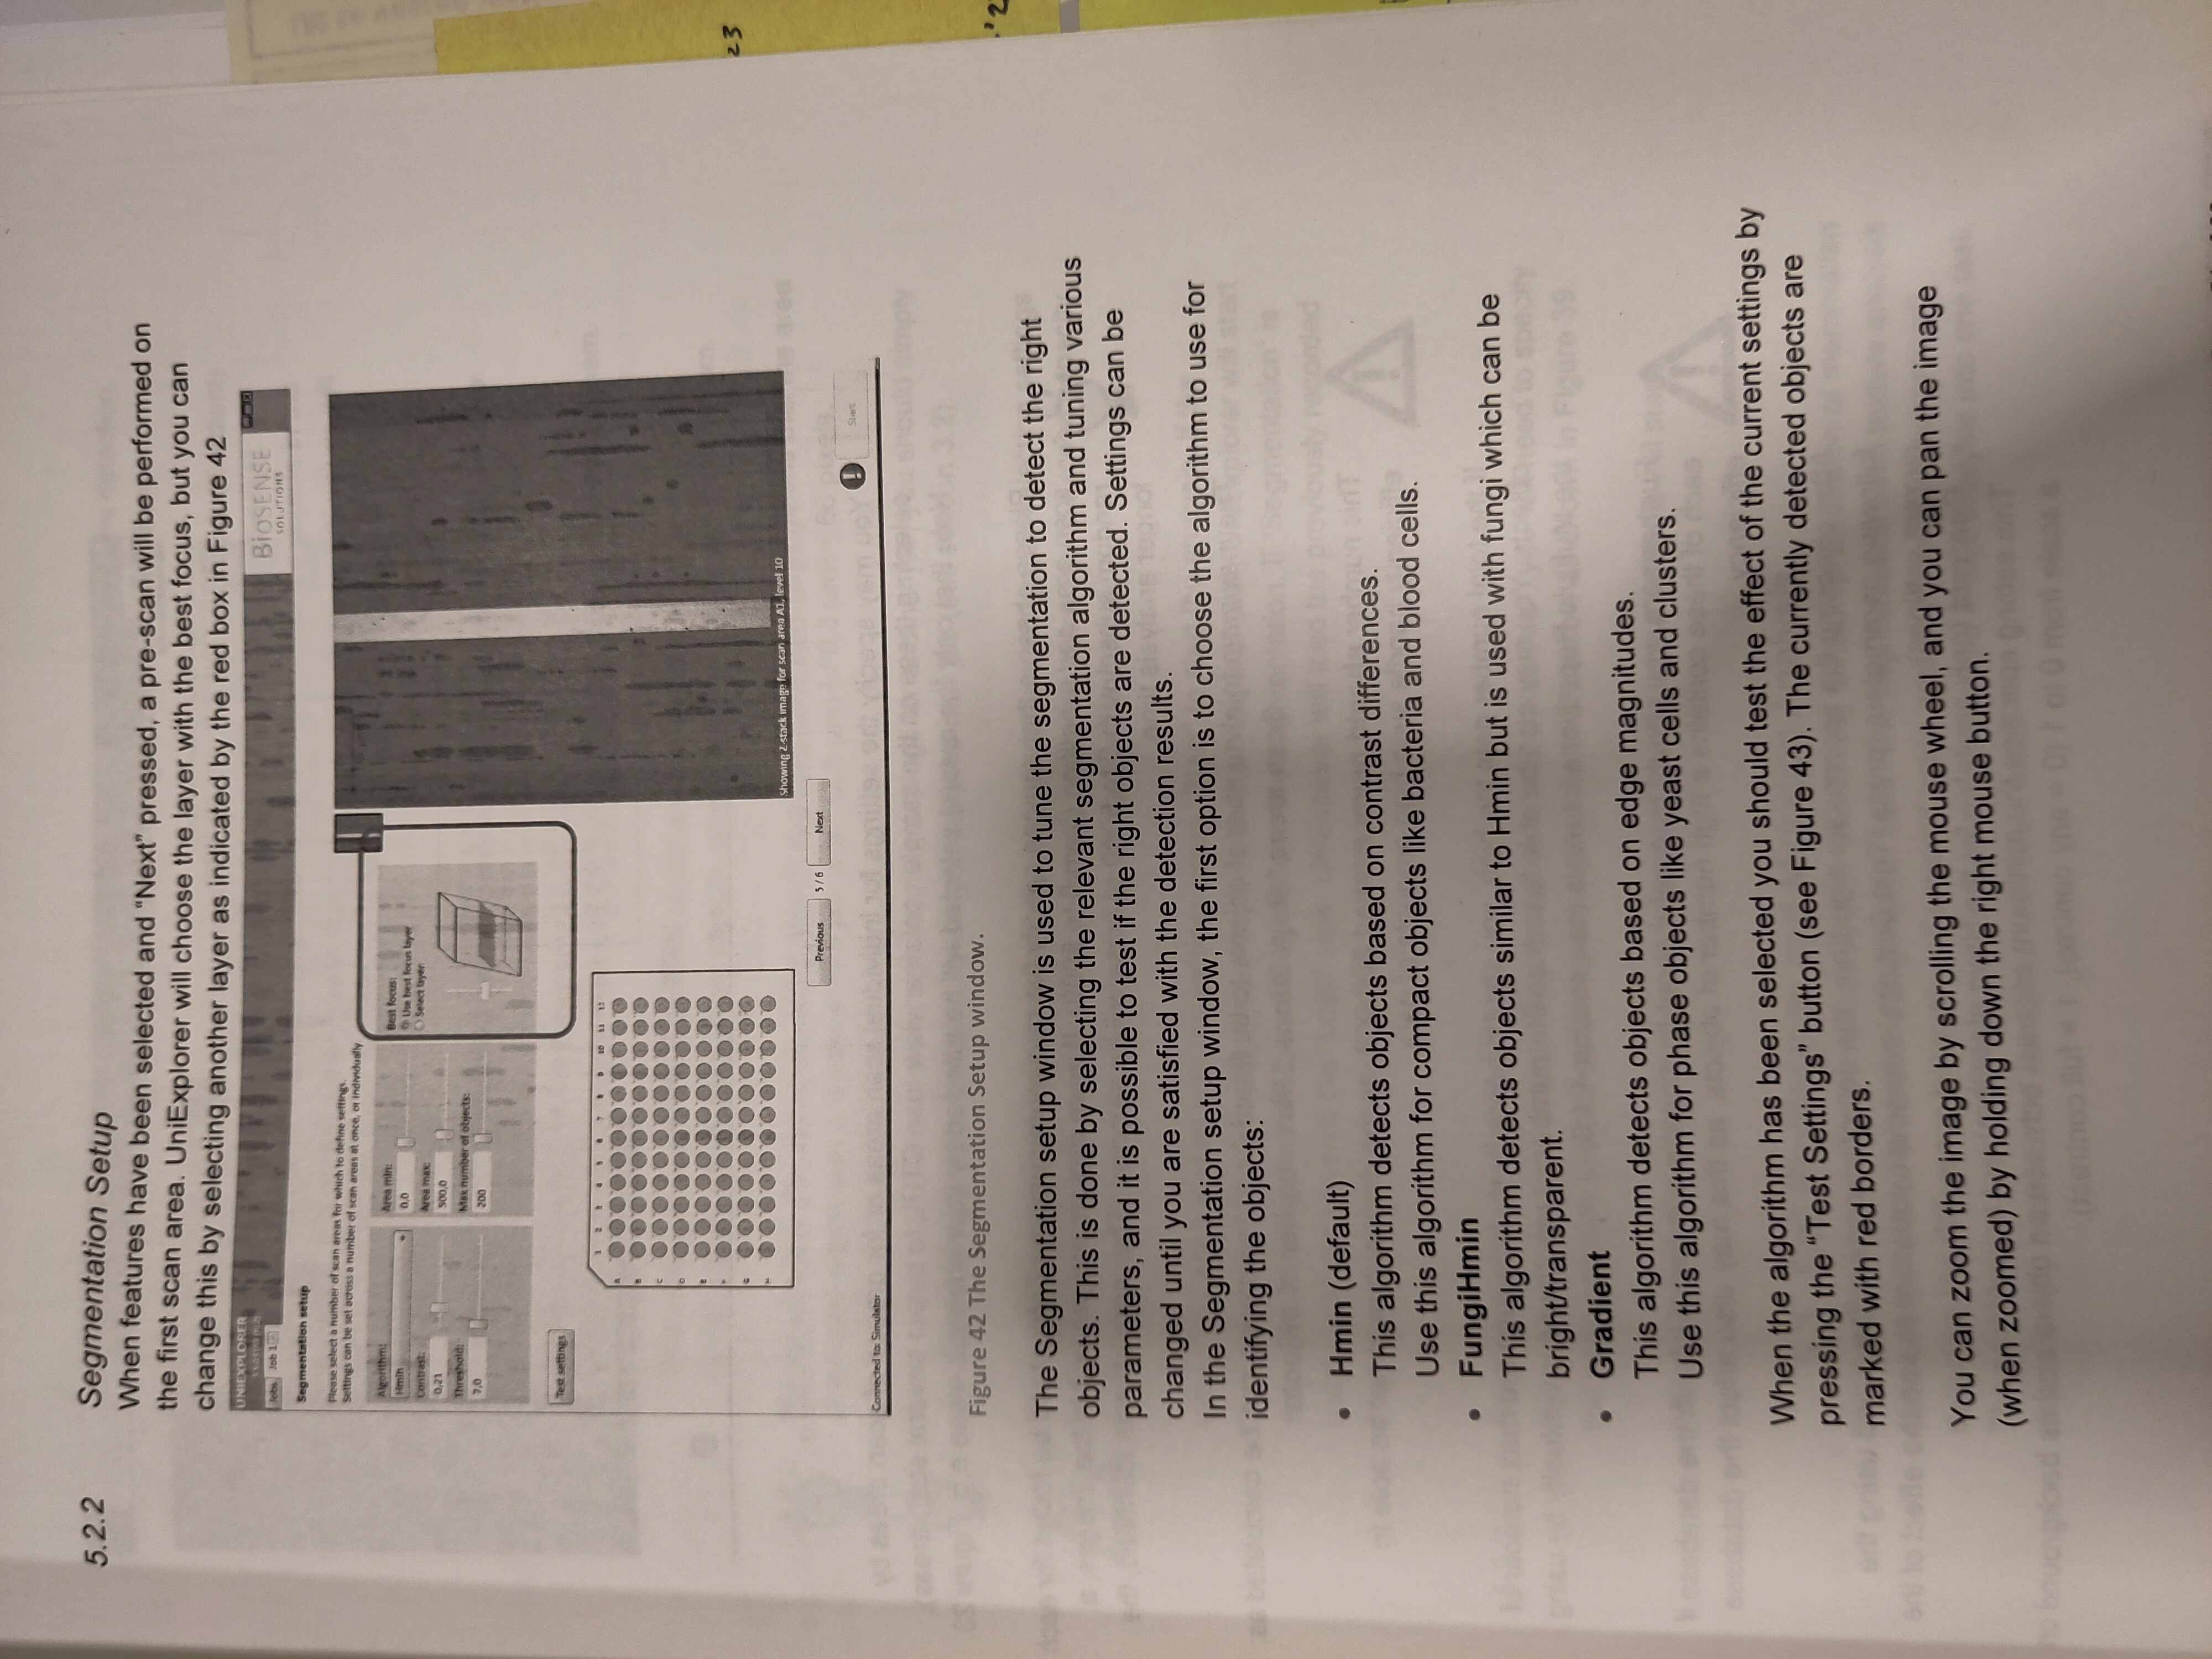 5.2.2 Segmentation Setup
When features have been selected and “Next” pressed, a pre-scan will be performed on
the first scan area. UniExplorer will choose the layer with the best focus, but you can
change this by selecting another layer as indicated by the red box in Figure 42
UNIEXPLORER
BiOSENSE
SOLUTIONS
Jobs Job 1
Segmentation setup
Please select a number of scan areas for which to define settings.
Settings can be set across a number of scan areas at once, or individually
Algorithm:
Hmin
Contrast:
0,21
Threshold:
7,0
Area min:
0,0
Area max:
500,0
Max number of objects:
200
Best focus:
Use best focus layer
Select layer:
Test settings
1 2 3 4 5 6 7 8 9 10 11 12
A
B
C
D
E
F
G
H
Showing Z-stack image for scan area A1, level 10
Previous 5 / 6 Next
Start
Connected to: Simulator
Figure 42 The Segmentation Setup window.
The Segmentation setup window is used to tune the segmentation to detect the right
objects. This is done by selecting the relevant segmentation algorithm and tuning various
parameters, and it is possible to test if the right objects are detected. Settings can be
changed until you are satisfied with the detection results.
In the Segmentation setup window, the first option is to choose the algorithm to use for
identifying the objects:
• Hmin (default)
This algorithm detects objects based on contrast differences.
Use this algorithm for compact objects like bacteria and blood cells.
• FungiHmin
This algorithm detects objects similar to Hmin but is used with fungi which can be
bright/transparent.
• Gradient
This algorithm detects objects based on edge magnitudes.
Use this algorithm for phase objects like yeast cells and clusters.
When the algorithm has been selected you should test the effect of the current settings by
pressing the “Test Settings” button (see Figure 43). The currently detected objects are
marked with red borders.
You can zoom the image by scrolling the mouse wheel, and you can pan the image
(when zoomed) by holding down the right mouse button.
23